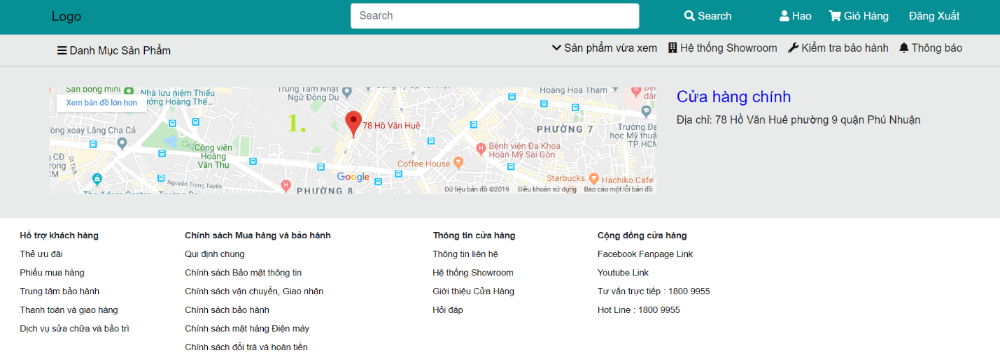 Logo
Search
Search
Hao
Giỏ Hàng
Đăng Xuất
Danh Mục Sản Phẩm
Sản phẩm vừa xem
Hệ thống Showroom
Kiểm tra bảo hành
Thông báo
Sân bóng mini
Nhà lưu niệm Thiếu
tướng Hoàng Thế...
Xem bản đồ lớn hơn
Trung Tâm Nhật
Ngữ Đông Du
Hoàng Hoa Thám
1.
78 Hồ Văn Huê
PHƯỜNG 7
Trường Đạ
học Mỹ thuậ
TP.HCM
Vòng xoay Lăng Cha Cả
Út Tịch
Công viên
Hoàng
Văn Thụ
Bệnh viện Đa Khoa
Hoàn Mỹ Sài Gòn
Coffee House
Starbucks
Hachiko Cafe
Nguyễn Trọng Tuyển
PHƯỜNG 8
Google
Dữ liệu bản đồ ©2019
Điều khoản sử dụng
Báo cáo một lỗi bản đồ
Cửa hàng chính
Địa chỉ: 78 Hồ Văn Huê phường 9 quận Phú Nhuận
Hổ trợ khách hàng
Thẻ ưu đãi
Phiếu mua hàng
Trung tâm bảo hành
Thanh toán và giao hàng
Dịch vụ sửa chữa và bảo trì
Chính sách Mua hàng và bảo hành
Qui định chung
Chính sách Bảo mật thông tin
Chính sách vận chuyển, Giao nhận
Chính sách bảo hành
Chính sách mặt hàng Điện máy
Chính sách đổi trả và hoàn tiền
Thông tin cửa hàng
Thông tin liên hệ
Hệ thống Showroom
Giới thiệu Cửa Hàng
Hỏi đáp
Cộng đồng cửa hàng
Facebook Fanpage Link
Youtube Link
Tư vấn trực tiếp : 1800 9955
Hot Line : 1800 9955